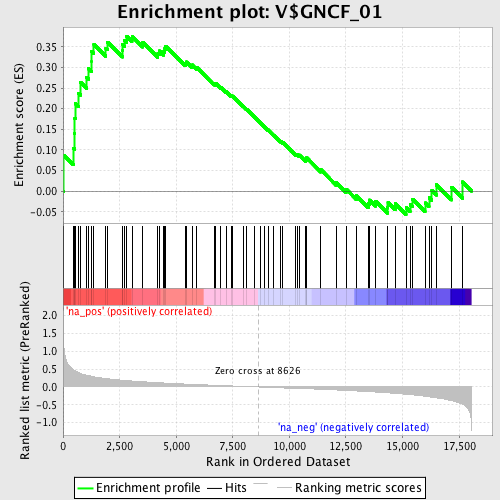 Enrichment plot: V$GNCF_01
Enrichment score (ES)
0.35
0.30
0.25
0.20
0.15
0.10
0.05
0.00
-0.05
'na_pos' (positively correlated)
Ranked list metric (PreRanked)
2.0
1.5
1.0
0.5
0.0
-0.5
-1.0
Zero cross at 8626
'na_neg' (negatively correlated)
0 2,500 5,000 7,500 10,000 12,500 15,000 17,500
Rank in Ordered Dataset
Enrichment profile Hits Ranking metric scores